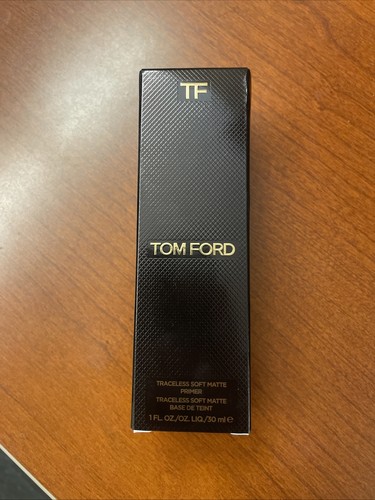 TF
TOM FORD
TRACELESS SOFT MATTE
PRIMER
TRACELESS SOFT MATTE
BASE DE TEINT
1 FL. OZ./OZ. LIQ./30 ml ℮